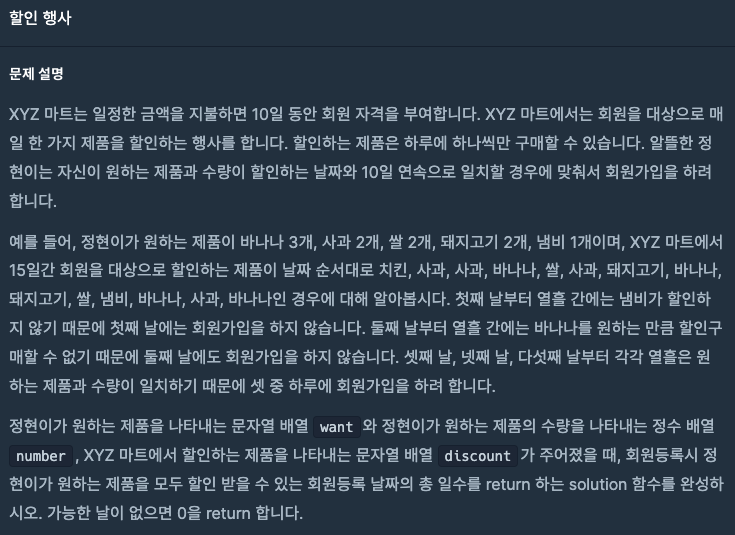 할인 행사
문제 설명
XYZ 마트는 일정한 금액을 지불하면 10일 동안 회원 자격을 부여합니다. XYZ 마트에서는 회원을 대상으로 매
일 한 가지 제품을 할인하는 행사를 합니다. 할인하는 제품은 하루에 하나씩만 구매할 수 있습니다. 알뜰한 정
현이는 자신이 원하는 제품과 수량이 할인하는 날짜와 10일 연속으로 일치할 경우에 맞춰서 회원가입을 하려
합니다.
예를 들어, 정현이가 원하는 제품이 바나나 3개, 사과 2개, 쌀 2개, 돼지고기 2개, 냄비 1개이며, XYZ 마트에서
15일간 회원을 대상으로 할인하는 제품이 날짜 순서대로 치킨, 사과, 사과, 바나나, 쌀, 사과, 돼지고기, 바나나,
돼지고기, 쌀, 냄비, 바나나, 사과, 바나나인 경우에 대해 알아봅시다. 첫째 날부터 열흘 간에는 냄비가 할인하
지 않기 때문에 첫째 날에는 회원가입을 하지 않습니다. 둘째 날부터 열흘 간에는 바나나를 원하는 만큼 할인구
매할 수 없기 때문에 둘째 날에도 회원가입을 하지 않습니다. 셋째 날, 넷째 날, 다섯째 날부터 각각 열흘은 원
하는 제품과 수량이 일치하기 때문에 셋 중 하루에 회원가입을 하려 합니다.
정현이가 원하는 제품을 나타내는 문자열 배열 want 와 정현이가 원하는 제품의 수량을 나타내는 정수 배열
number , XYZ 마트에서 할인하는 제품을 나타내는 문자열 배열 discount 가 주어졌을 때, 회원등록시 정
현이가 원하는 제품을 모두 할인 받을 수 있는 회원등록 날짜의 총 일수를 return 하는 solution 함수를 완성하
시오. 가능한 날이 없으면 0을 return 합니다.